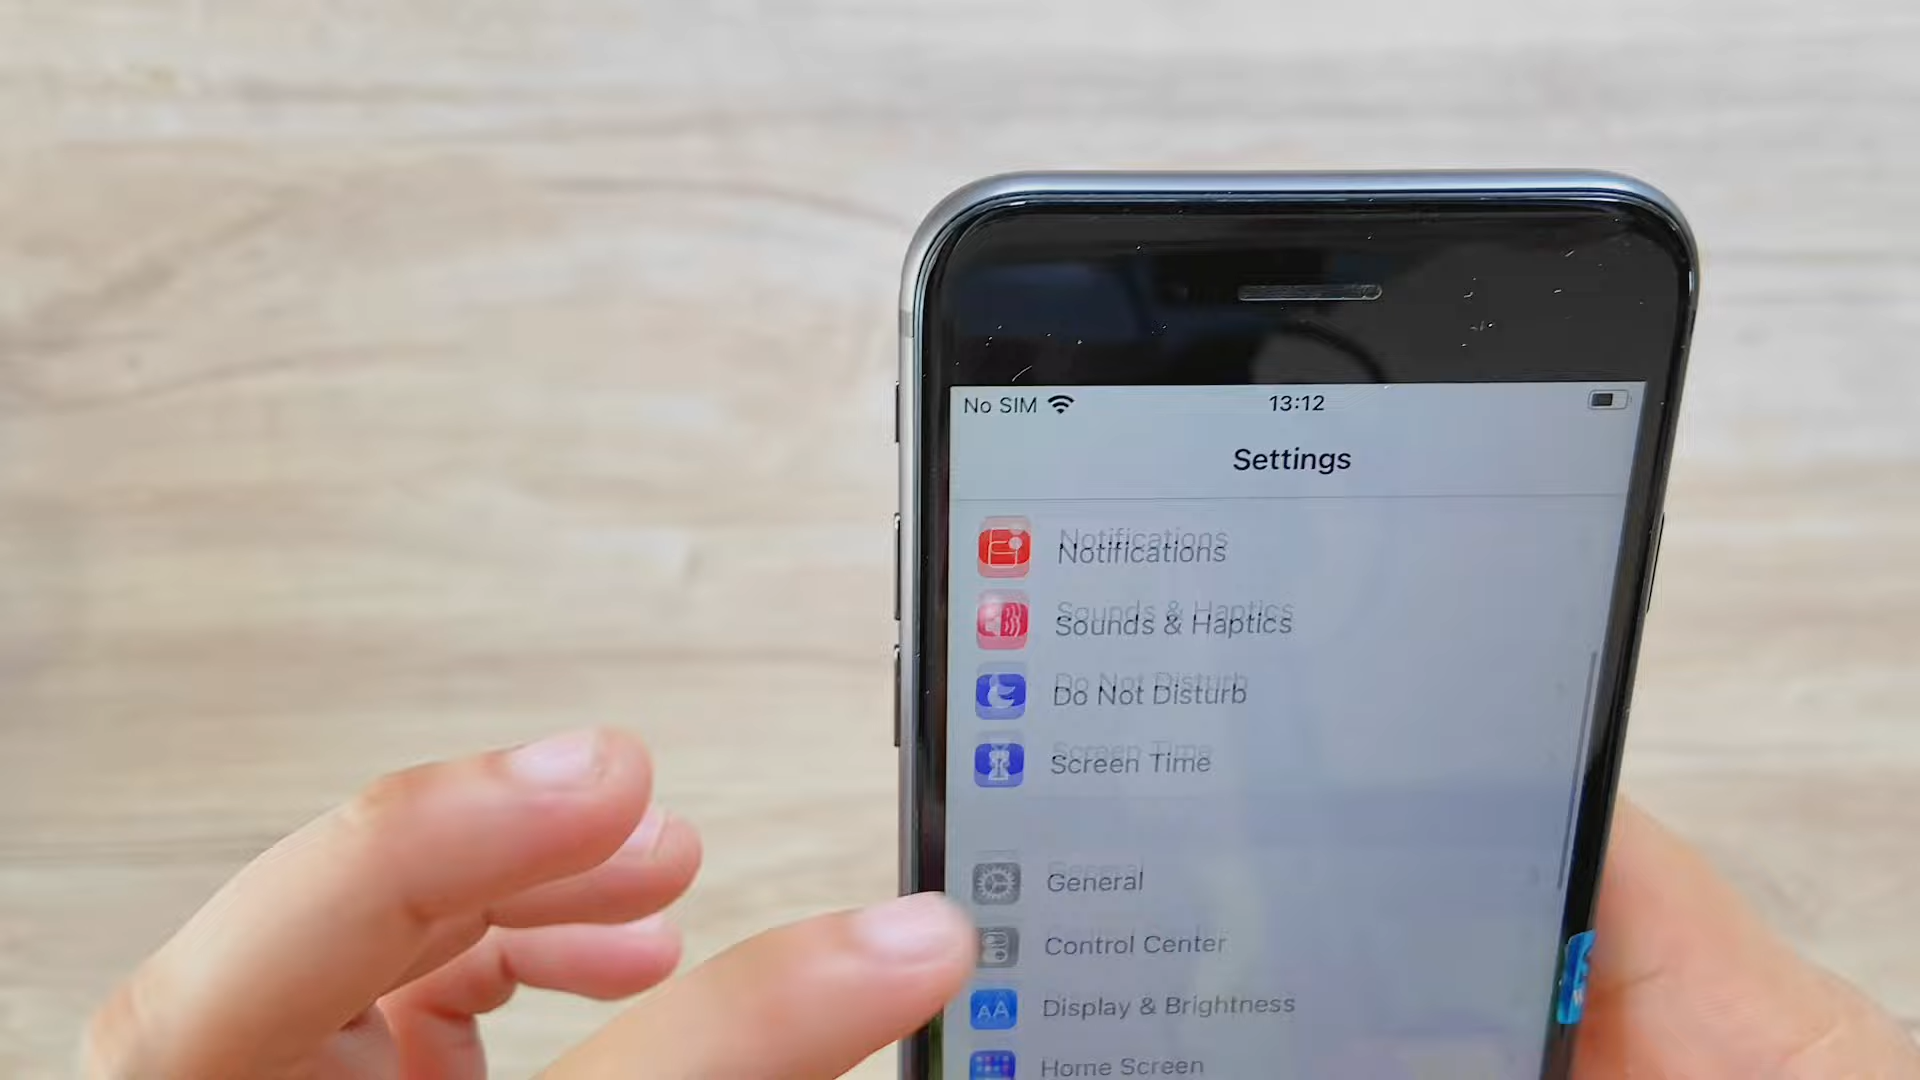 No SIM 13:12
Settings
Notifications
Sounds & Haptics
Do Not Disturb
Screen Time
General
Control Center
AA Display & Brightness
Home Screen